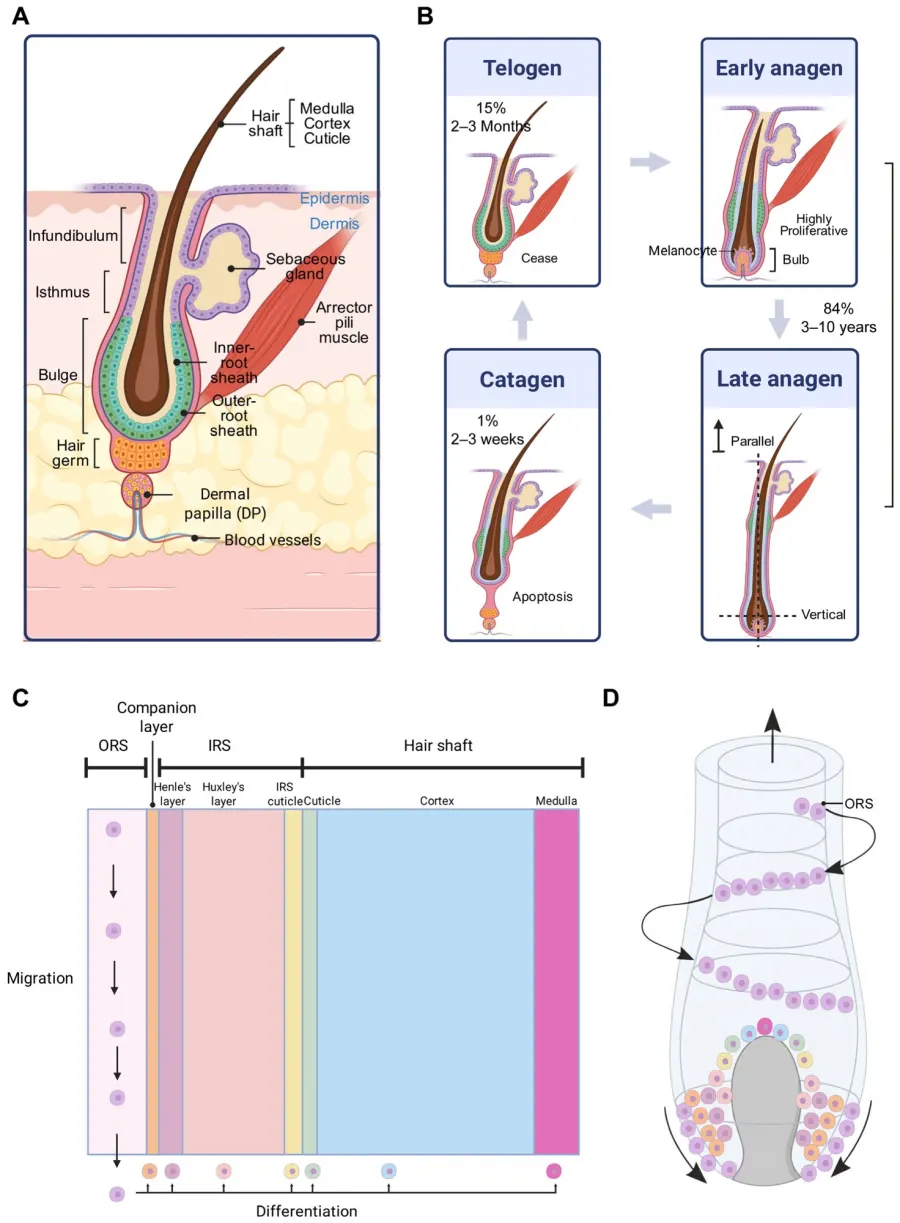 A
Hair
shaft
Medulla
Cortex
Cuticle
Epidermis
Dermis
Infundibulum
Sebaceous
gland
Isthmus
Arrector
pili
muscle
Inner-
root
sheath
Bulge
Outer-
root
sheath
Hair
germ
Dermal
papilla (DP)
Blood vessels
B
Telogen
15%
2–3 Months
Cease
Early anagen
Highly
Proliferative
Melanocyte
Bulb
84%
3–10 years
Catagen
1%
2–3 weeks
Apoptosis
Late anagen
Parallel
Vertical
C
Companion
layer
ORS
IRS
Hair shaft
Henle's
layer
Huxley's
layer
IRS
cuticle
Cuticle
Cortex
Medulla
Migration
Differentiation
D
ORS